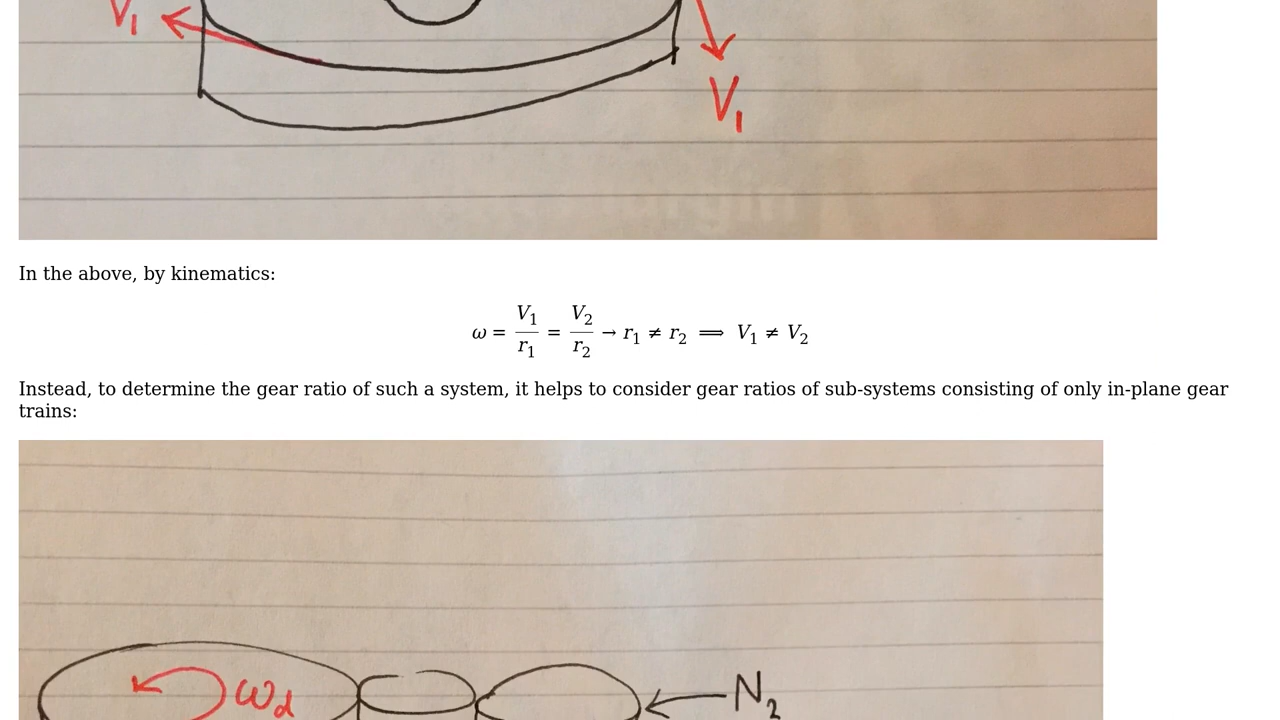 V₁
V₁
In the above, by kinematics:
ω = V₁/r₁ = V₂/r₂ → r₁ ≠ r₂ ⟹ V₁ ≠ V₂
Instead, to determine the gear ratio of such a system, it helps to consider gear ratios of sub-systems consisting of only in-plane gear
trains:
ω_d
N₂